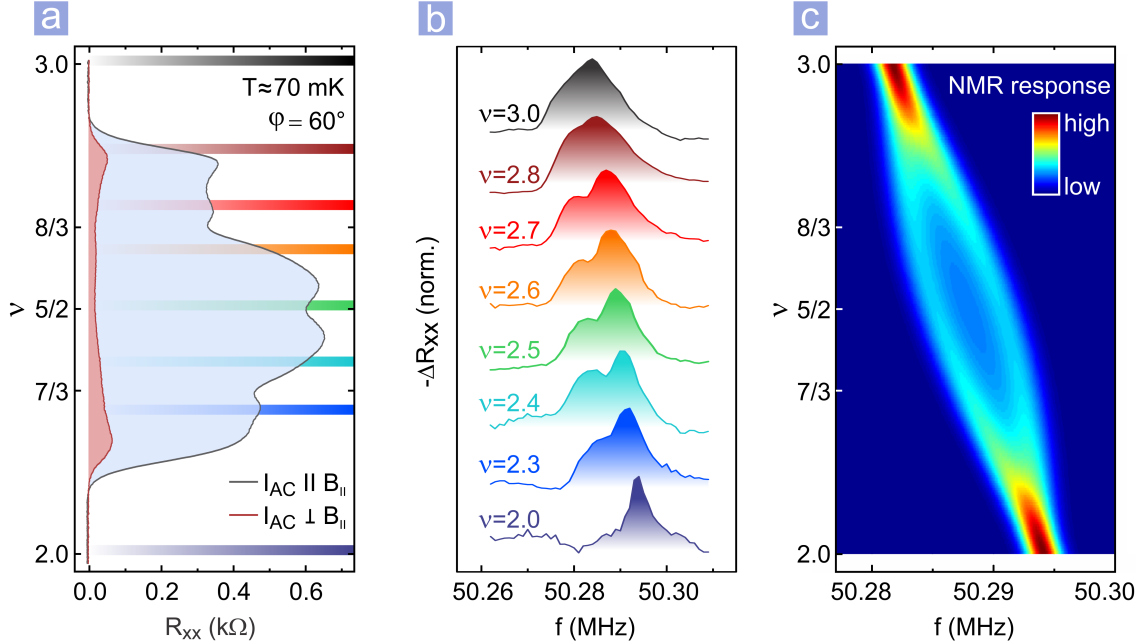 a
3.0
8/3
5/2
7/3
2.0
ν
T≈70 mK
φ = 60°
I_AC || B_||
I_AC ⊥ B_||
0.0 0.2 0.4 0.6
R_xx (kΩ)
b
ν=3.0
ν=2.8
ν=2.7
ν=2.6
ν=2.5
ν=2.4
ν=2.3
ν=2.0
-ΔR_xx (norm.)
50.26 50.28 50.30
f (MHz)
c
NMR response
high
low
3.0
8/3
5/2
7/3
2.0
ν
50.28 50.29 50.30
f (MHz)